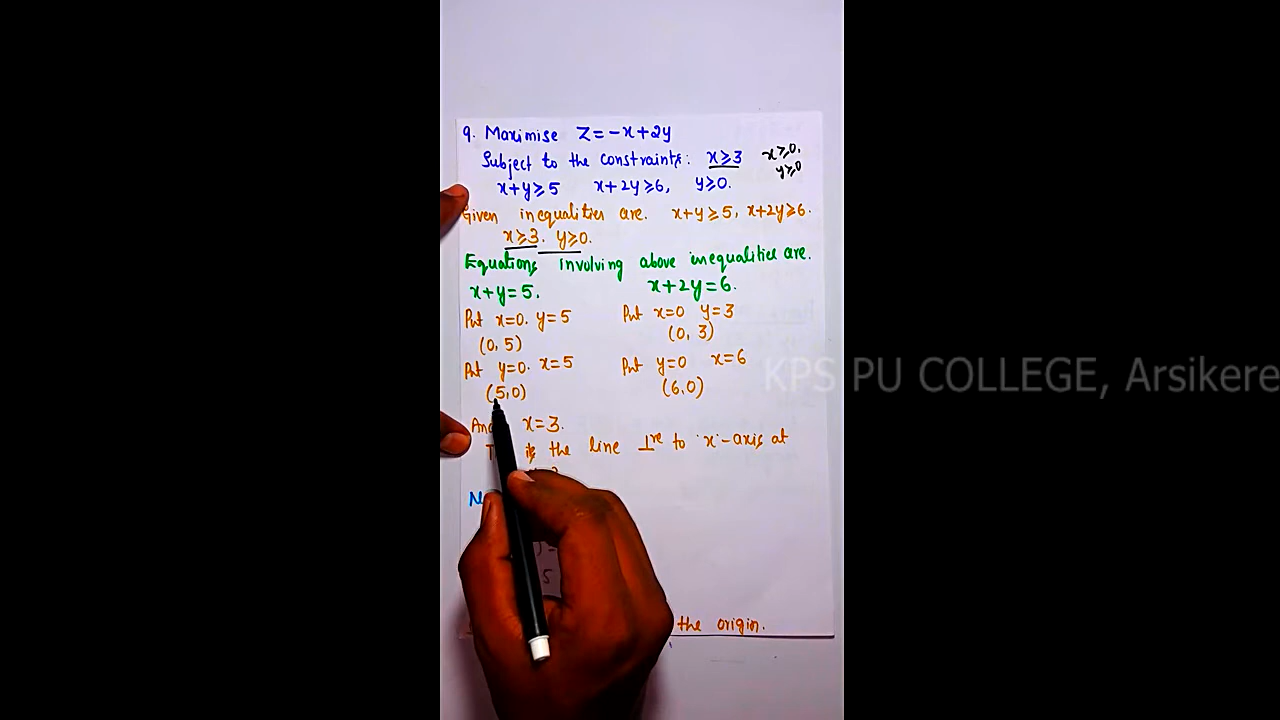 9. Maximise Z=-x+2y
Subject to the constraints: x≥3 x≥0,
y≥0
x+y≥5 x+2y≥6, y≥0.
Given inequalities are. x+y≥5, x+2y≥6.
x≥3. y≥0.
Equations involving above inequalities are.
x+y=5. x+2y=6.
Put x=0. y=5 Put x=0 y=3
(0,5) (0,3)
Put y=0. x=5 Put y=0 x=6
(5,0) (6,0)
KPS PU COLLEGE, Arsikere
x=3.
is the line ⊥re to x-axis at
5
the origin.